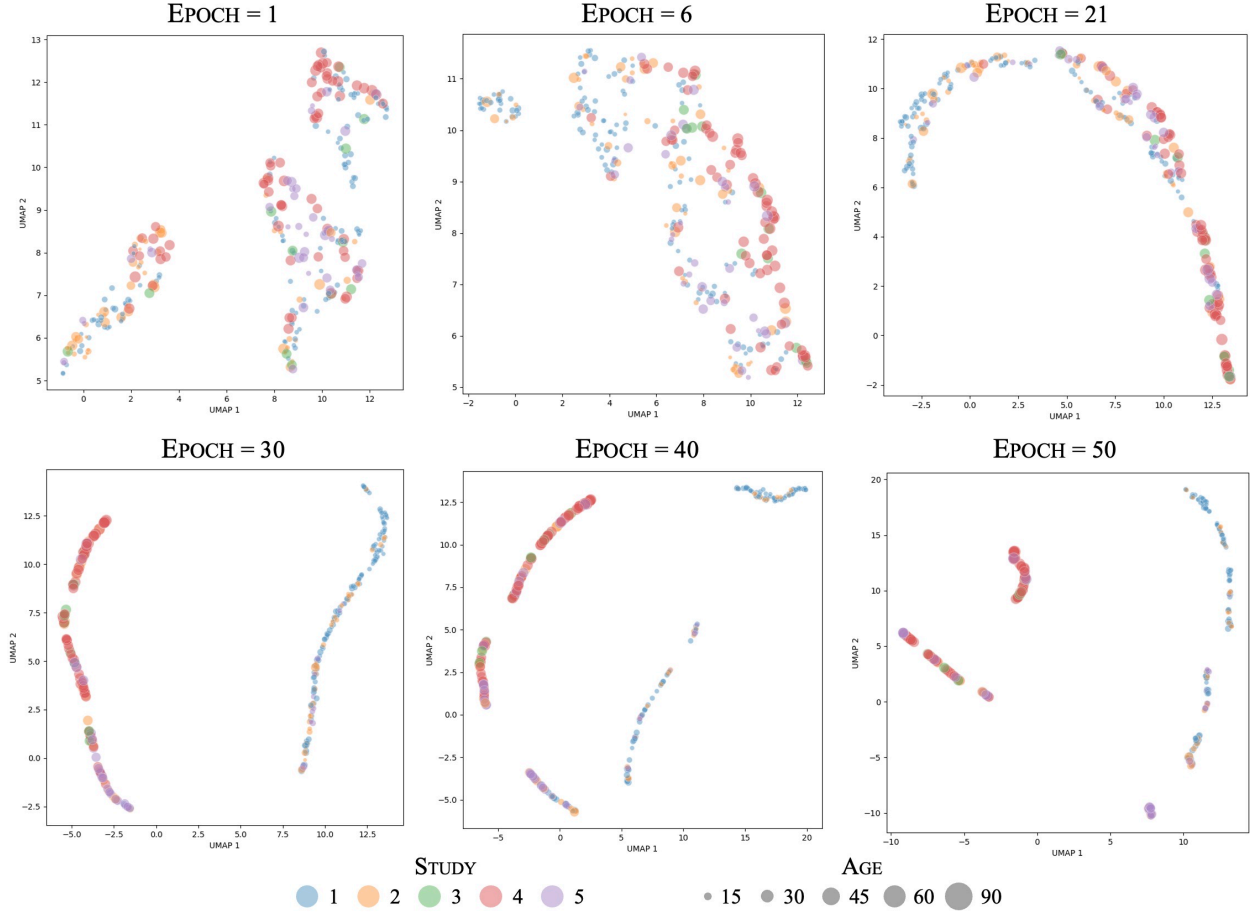 EPOCH = 1
EPOCH = 6
EPOCH = 21
13
12
11
10
9
8
7
6
5
UMAP 2
0 2 4 6 8 10 12
UMAP 1
11
10
9
8
7
6
5
UMAP 2
−2 0 2 4 6 8 10 12
UMAP 1
12
10
8
6
4
2
0
−2
UMAP 2
−2.5 0.0 2.5 5.0 7.5 10.0 12.5
UMAP 1
EPOCH = 30
EPOCH = 40
EPOCH = 50
12.5
10.0
7.5
5.0
2.5
0.0
−2.5
UMAP 2
−5.0 −2.5 0.0 2.5 5.0 7.5 10.0 12.5
UMAP 1
12.5
10.0
7.5
5.0
2.5
0.0
−2.5
−5.0
UMAP 2
−5 0 5 10 15 20
UMAP 1
20
15
10
5
0
−5
−10
UMAP 2
−10 −5 0 5 10
UMAP 1
STUDY
1 2 3 4 5
AGE
15 30 45 60 90